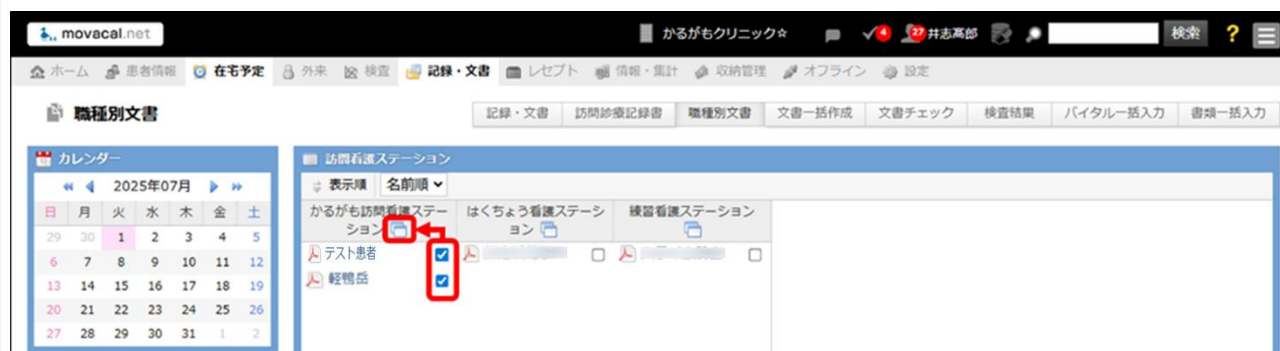 movacal.net
かるがもクリニック☆
4
27
井志高郎
検索
?
ホーム 患者情報 在宅予定 外来 検査 記録・文書 レセプト 情報・集計 収納管理 オフライン 設定
職種別文書
記録・文書 訪問診療記録書 職種別文書 文書一括作成 文書チェック 検査結果 バイタル一括入力 書類一括入力
カレンダー
2025年07月
日 月 火 水 木 金 土
29 30 1 2 3 4 5
6 7 8 9 10 11 12
13 14 15 16 17 18 19
20 21 22 23 24 25 26
27 28 29 30 31 1 2
訪問看護ステーション
表示順 名前順
かるがも訪問看護ステー
ション
はくちょう看護ステーシ
ョン
練習看護ステーション
テスト患者
軽鴨岳